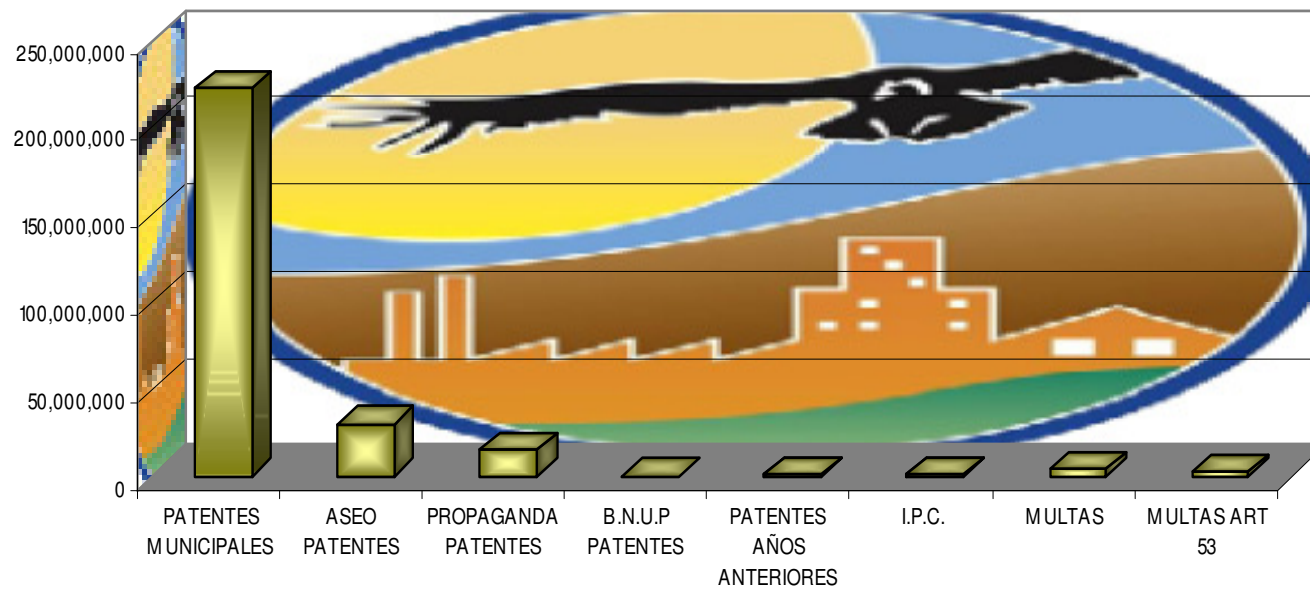 250,000,000
200,000,000
150,000,000
100,000,000
50,000,000
0
PATENTES
MUNICIPALES
ASEO
PATENTES
PROPAGANDA
PATENTES
B.N.U.P
PATENTES
PATENTES
AÑOS
ANTERIORES
I.P.C.
MULTAS
MULTAS ART
53